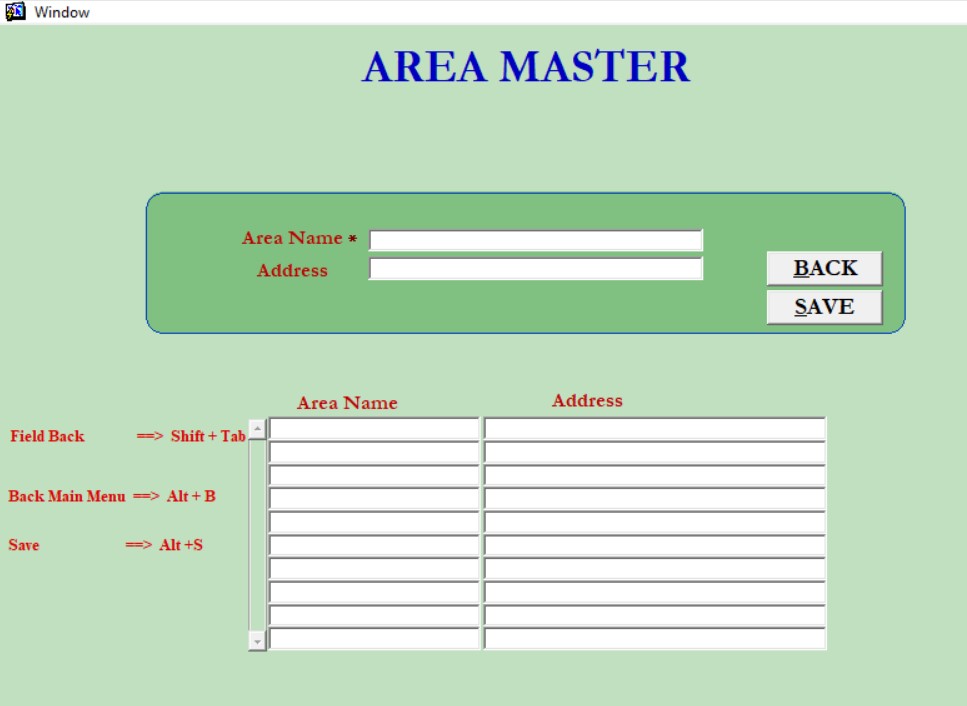 Window
AREA MASTER
Area Name *
Address
BACK
SAVE
Area Name
Address
Field Back ==> Shift + Tab
Back Main Menu ==> Alt + B
Save ==> Alt +S